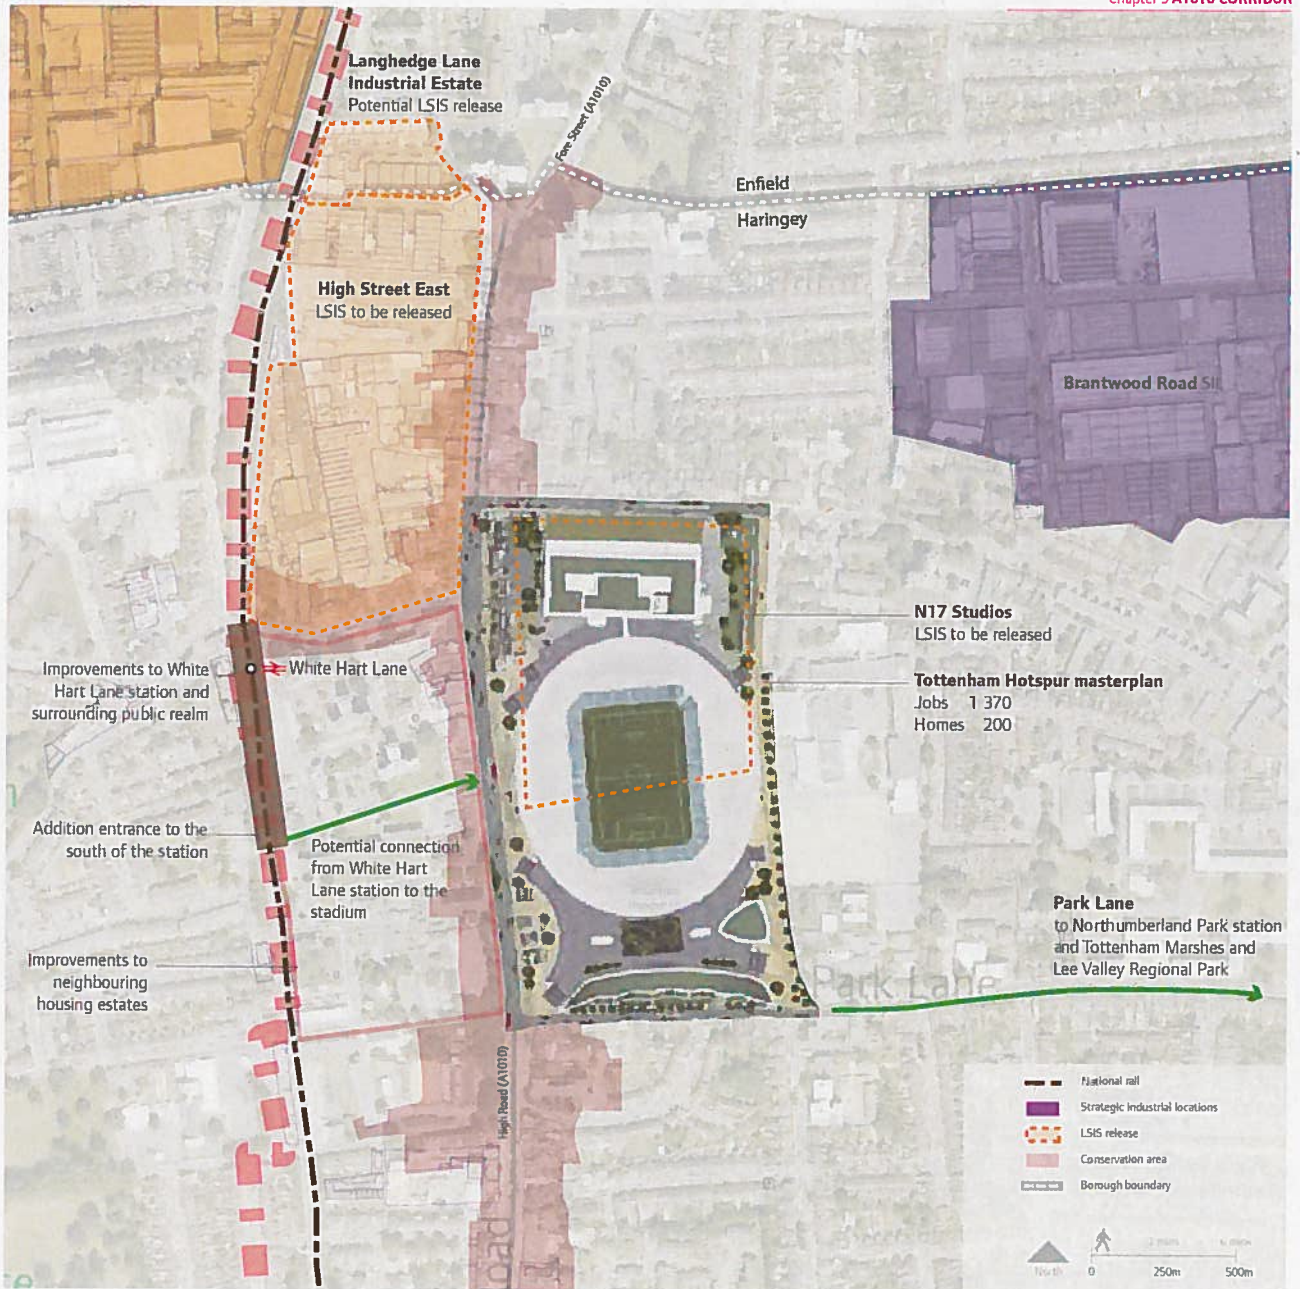 Chapter 5 A1010 CORRIDOR
Langhedge Lane
Industrial Estate
Potential LSIS release
Fore Street (A1010)
Enfield
Haringey
High Street East
LSIS to be released
Brantwood Road SIL
N17 Studios
LSIS to be released
Tottenham Hotspur masterplan
Jobs 1 370
Homes 200
Improvements to White
Hart Lane station and
surrounding public realm
White Hart Lane
Addition entrance to the
south of the station
Potential connection
from White Hart
Lane station to the
stadium
Improvements to
neighbouring
housing estates
Park Lane
to Northumberland Park station
and Tottenham Marshes and
Lee Valley Regional Park
Park Lane
High Road (A1010)
National rail
Strategic industrial locations
LSIS release
Conservation area
Borough boundary
North
0 250m 500m